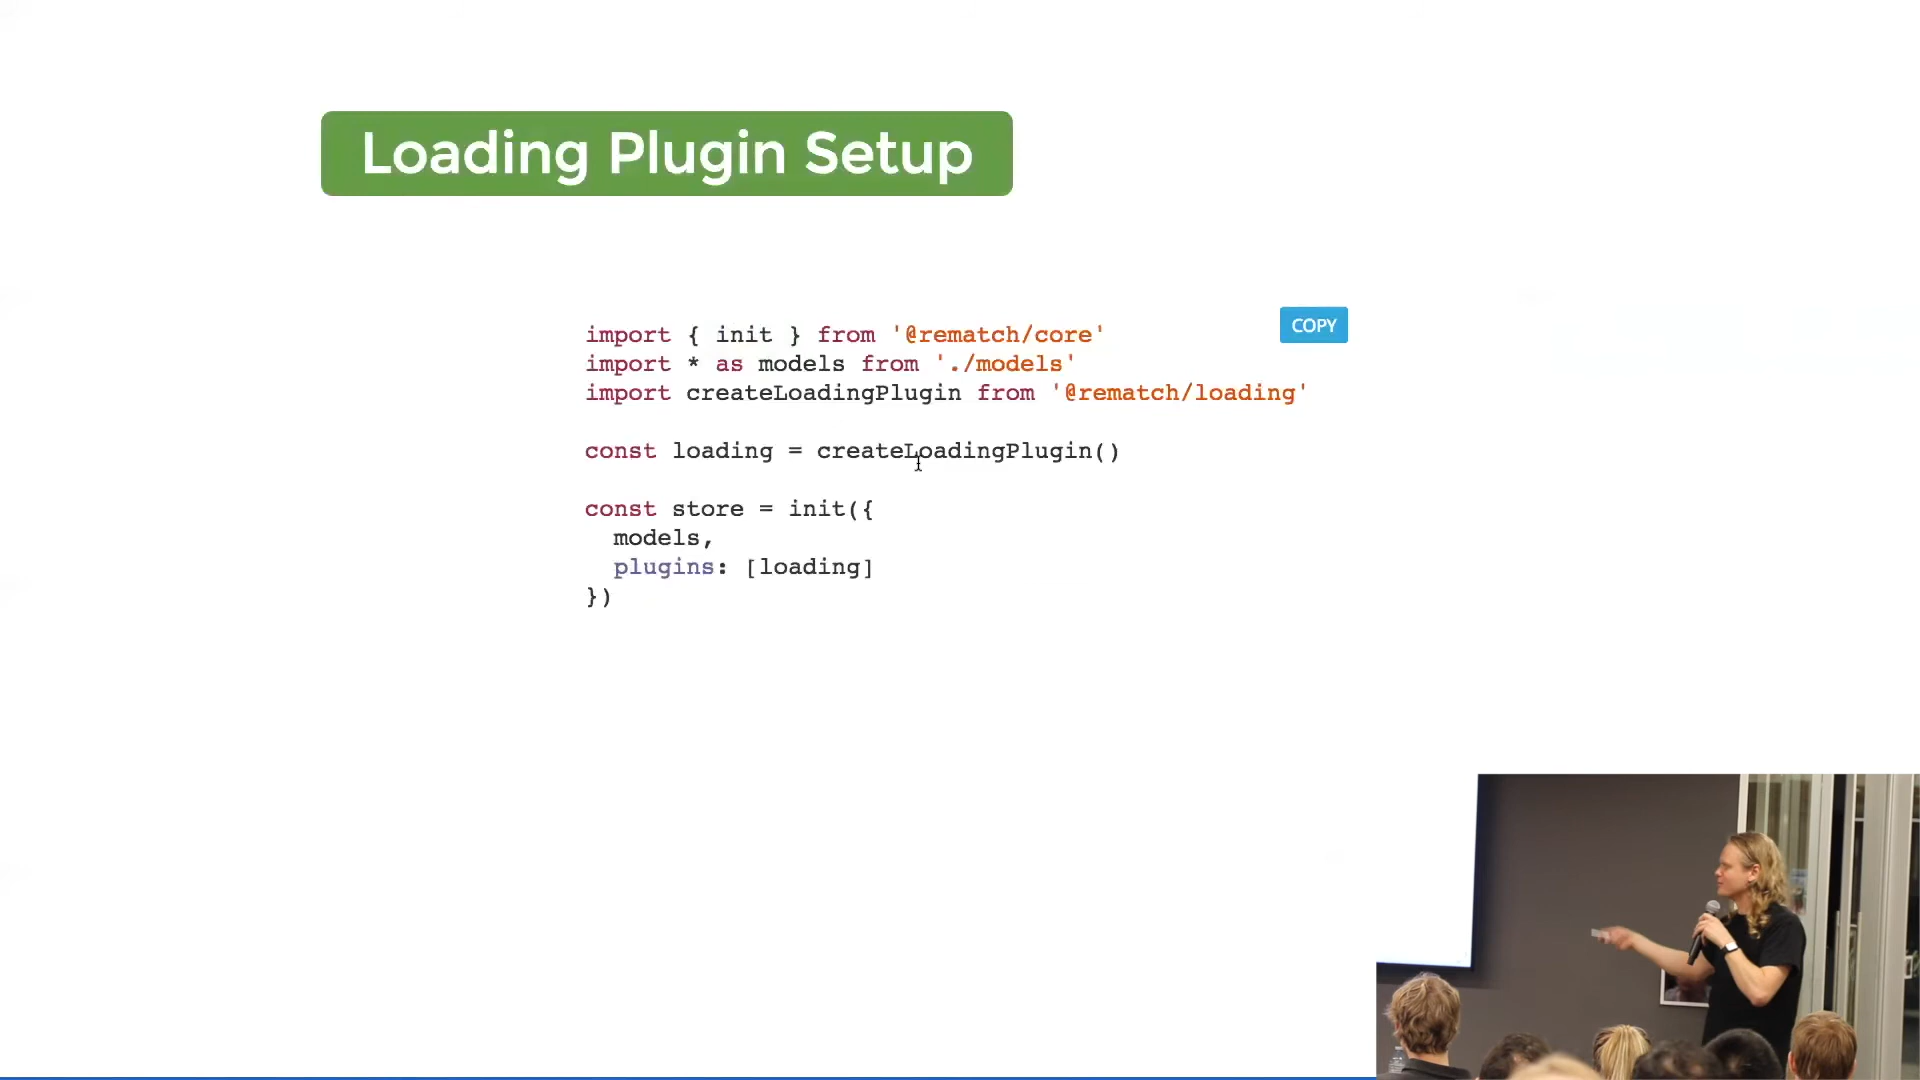 Loading Plugin Setup
COPY
import { init } from '@rematch/core'
import * as models from './models'
import createLoadingPlugin from '@rematch/loading'
const loading = createLoadingPlugin()
const store = init({
  models,
  plugins: [loading]
})